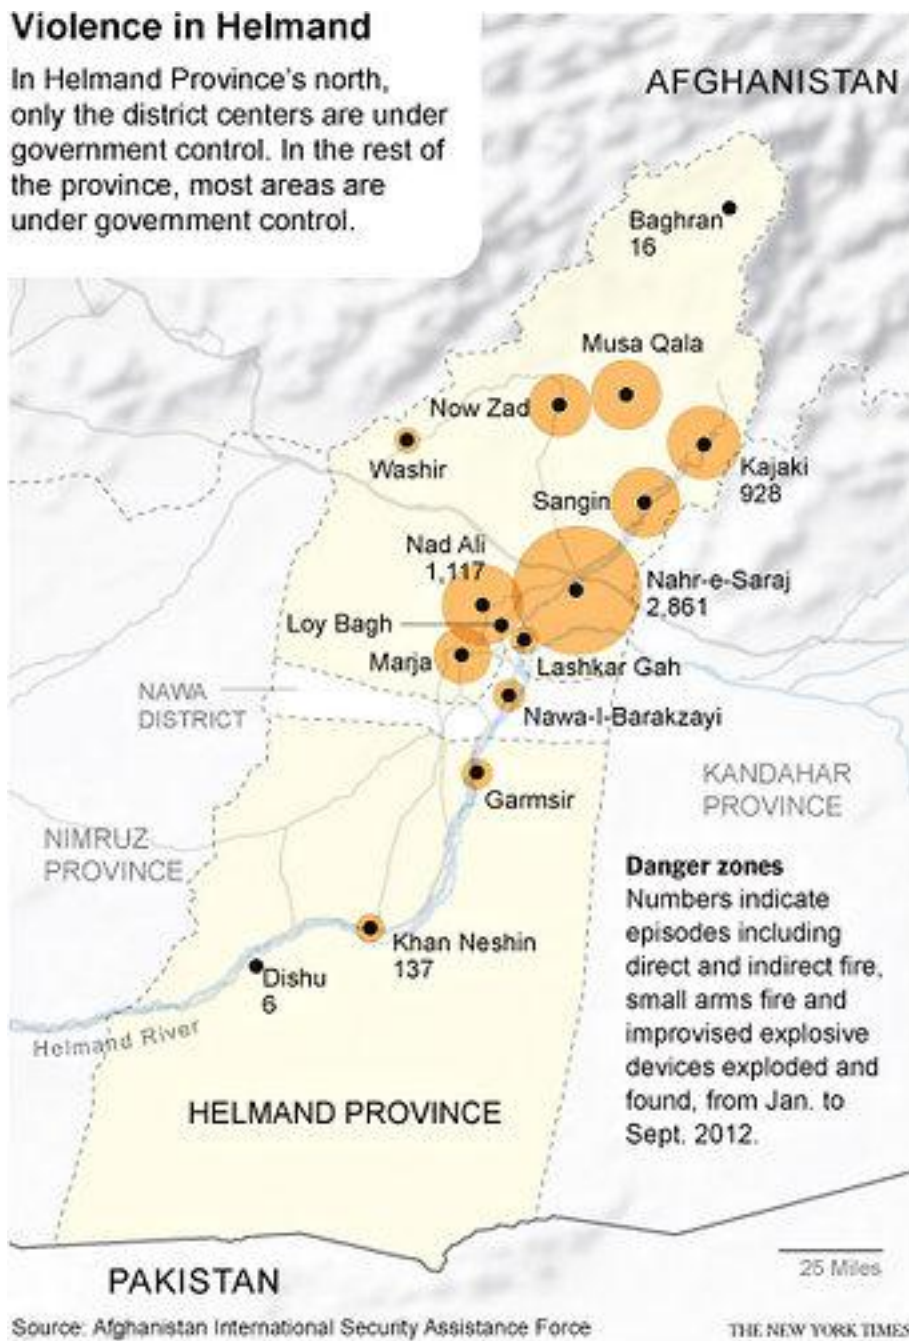 Violence in Helmand
In Helmand Province's north,
only the district centers are under
government control. In the rest of
the province, most areas are
under government control.
AFGHANISTAN
Baghran
16
Musa Qala
Now Zad
Washir
Kajaki
928
Sangin
Nad Ali
1,117
Nahr-e-Saraj
2,861
Loy Bagh
Marja
Lashkar Gah
NAWA
DISTRICT
Nawa-I-Barakzayi
Garmsir
KANDAHAR
PROVINCE
NIMRUZ
PROVINCE
Danger zones
Numbers indicate
episodes including
direct and indirect fire,
small arms fire and
improvised explosive
devices exploded and
found, from Jan. to
Sept. 2012.
Khan Neshin
137
Dishu
6
Helmand River
HELMAND PROVINCE
25 Miles
PAKISTAN
Source: Afghanistan International Security Assistance Force
THE NEW YORK TIMES